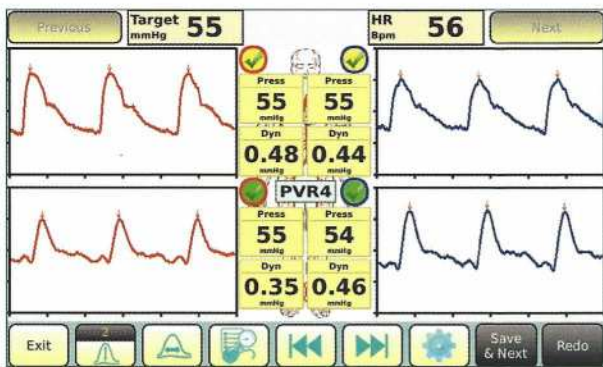 Previous
Target
mmHg
55
HR
Bpm
56
Next
Press
55
mmHg
Press
55
mmHg
Dyn
0.48
mmHg
Dyn
0.44
mmHg
PVR4
Press
55
mmHg
Press
54
mmHg
Dyn
0.35
mmHg
Dyn
0.46
mmHg
Exit
2
Save
& Next
Redo